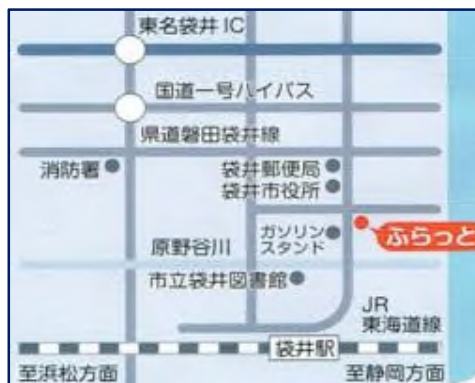 東名袋井IC
国道一号ハイパス
県道磐田袋井線
消防署
袋井郵便局
袋井市役所
ガソリン
スタンド
ふらっと
原野谷川
市立袋井図書館
JR
東海道線
袋井駅
至浜松方面
至静岡方面